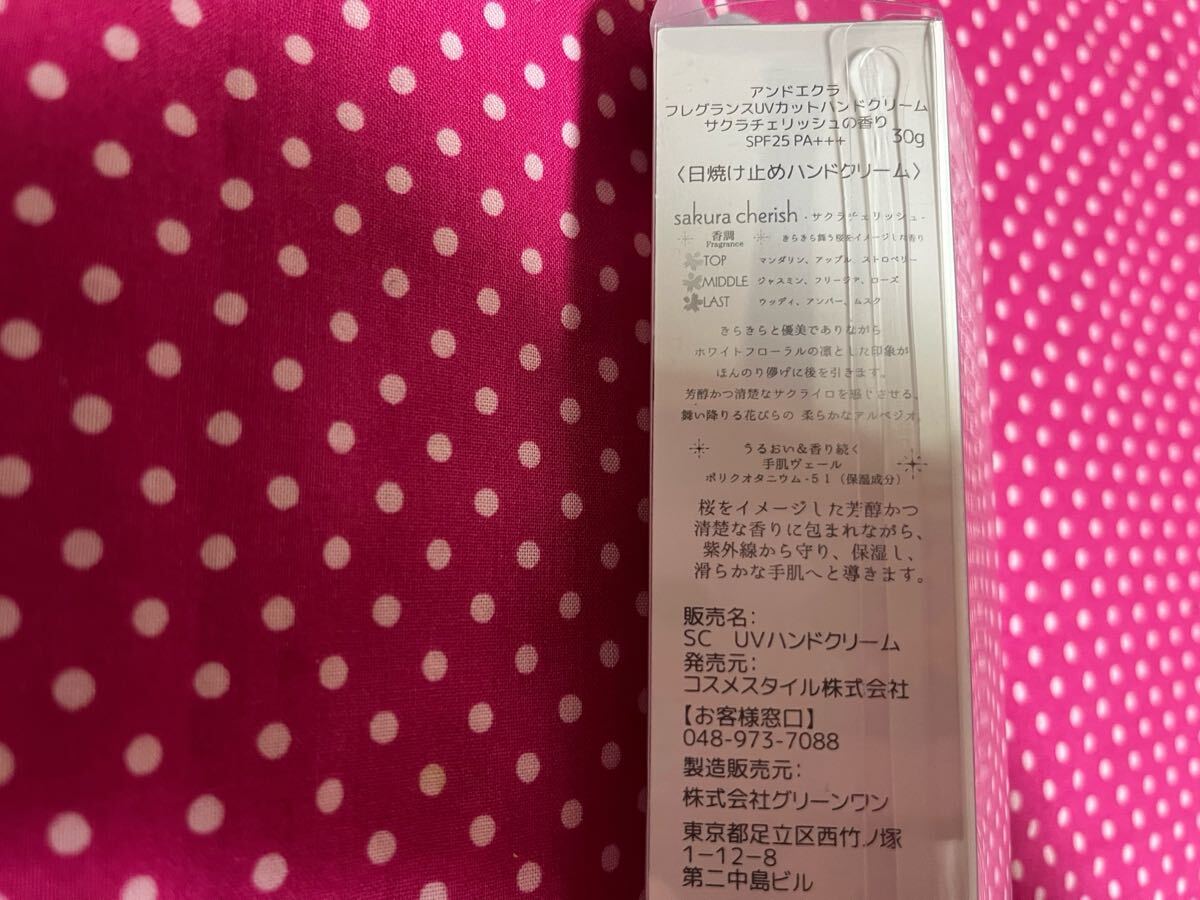 アンドエクラ
フレグランスUVカットハンドクリーム
サクラチェリッシュの香り
SPF25 PA+++ 30g
〈日焼け止めハンドクリーム〉
sakura cherish -サクラチェリッシュ-
香調
Fragrance
きらきら舞う桜をイメージした香り
TOP マンダリン、アップル、ストロベリー
MIDDLE ジャスミン、フリージア、ローズ
LAST ウッディ、アンバー、ムスク
きらきらと優美でありながら
ホワイトフローラルの凛とした印象が
ほんのり儚げに後を引きます。
芳醇かつ清楚なサクライロを感じさせる、
舞い降りる花びらの 柔らかなアルペジオ。
うるおい&香り続く
手肌ヴェール
ポリクオタニウム-51（保湿成分）
桜をイメージした芳醇かつ
清楚な香りに包まれながら、
紫外線から守り、保湿し、
滑らかな手肌へと導きます。
販売名：
SC UVハンドクリーム
発売元：
コスメスタイル株式会社
【お客様窓口】
048-973-7088
製造販売元：
株式会社グリーンワン
東京都足立区西竹ノ塚
1-12-8
第二中島ビル